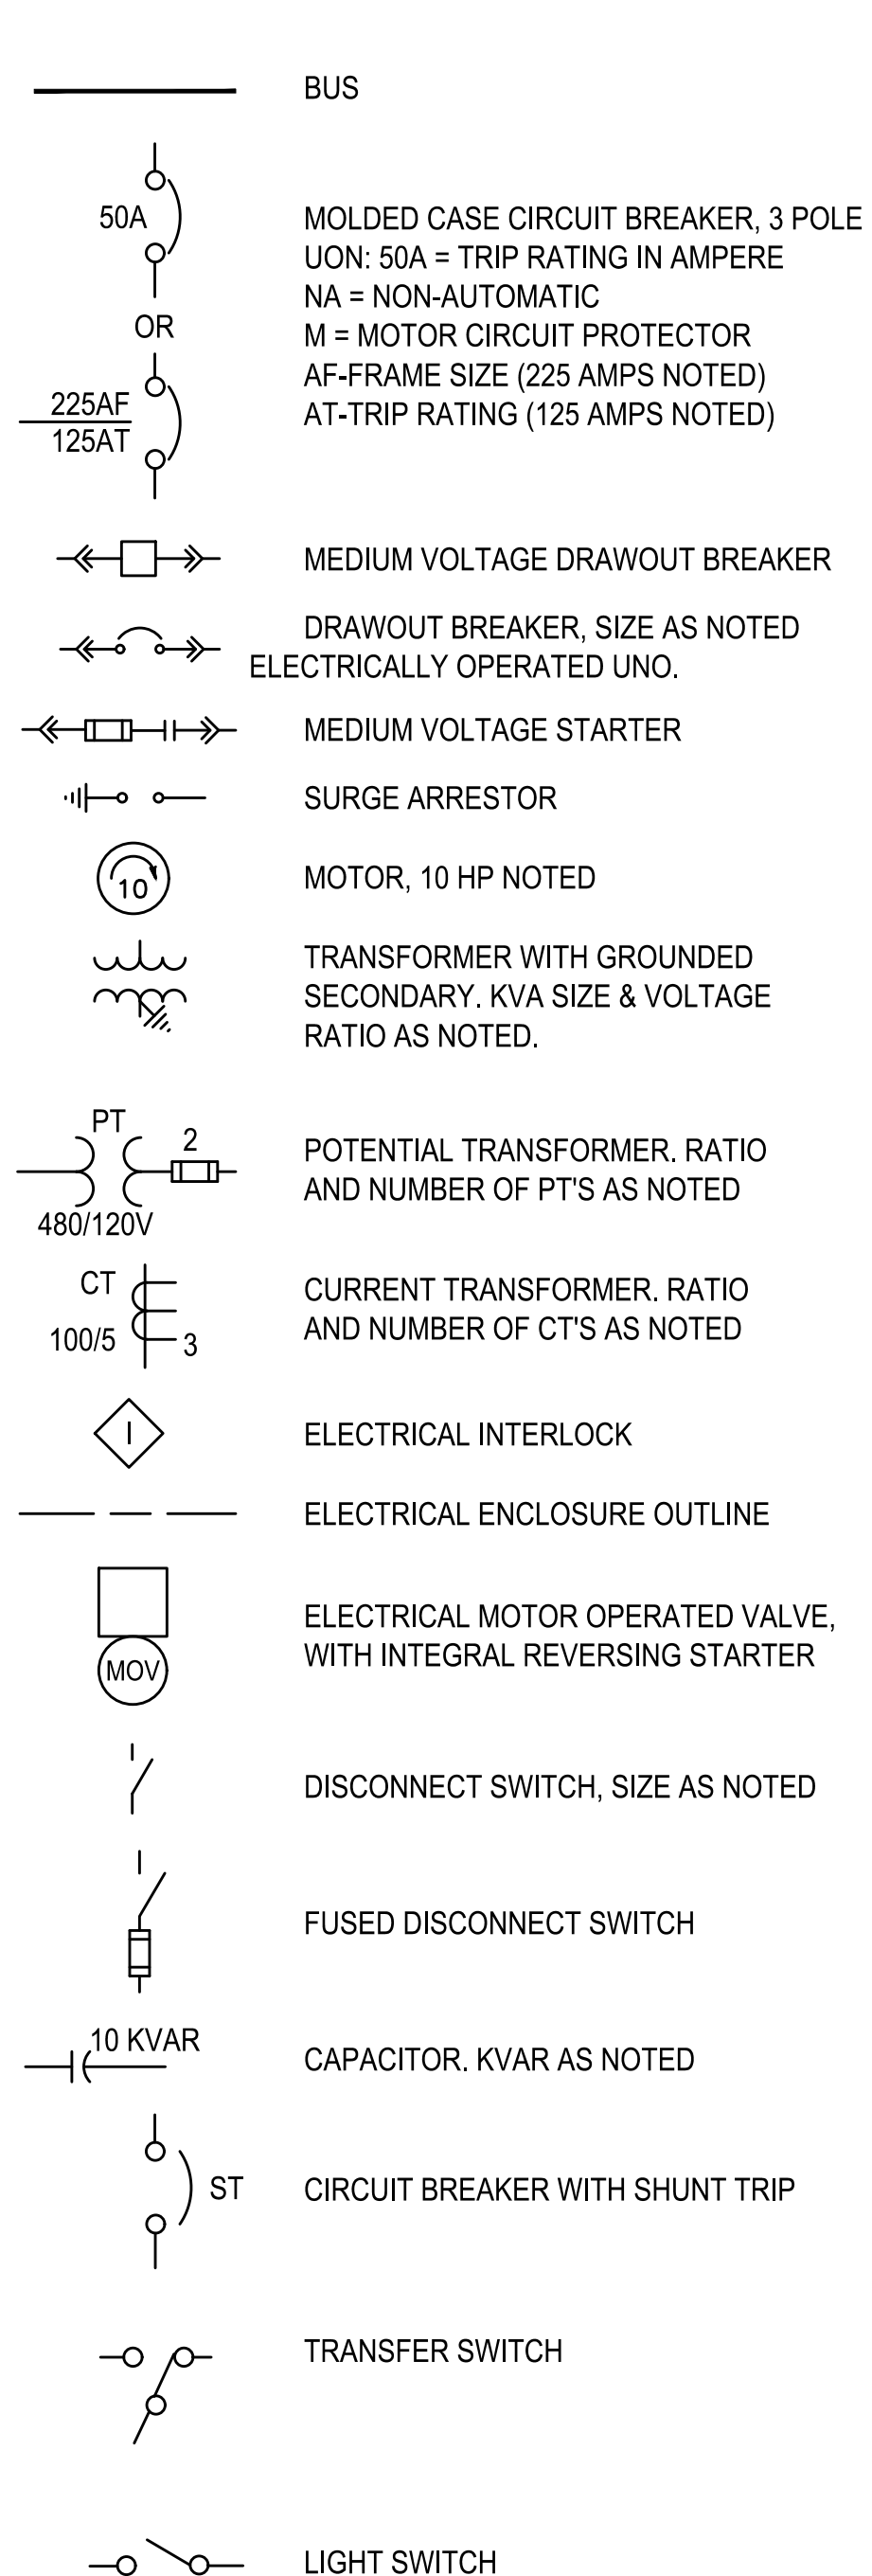 BUS
50A
MOLDED CASE CIRCUIT BREAKER, 3 POLE
UON: 50A = TRIP RATING IN AMPERE
NA = NON-AUTOMATIC
OR
M = MOTOR CIRCUIT PROTECTOR
AF-FRAME SIZE (225 AMPS NOTED)
225AF
AT-TRIP RATING (125 AMPS NOTED)
125AT
MEDIUM VOLTAGE DRAWOUT BREAKER
DRAWOUT BREAKER, SIZE AS NOTED
ELECTRICALLY OPERATED UNO.
MEDIUM VOLTAGE STARTER
SURGE ARRESTOR
10
MOTOR, 10 HP NOTED
TRANSFORMER WITH GROUNDED
SECONDARY. KVA SIZE & VOLTAGE
RATIO AS NOTED.
PT
2
480/120V
POTENTIAL TRANSFORMER. RATIO
AND NUMBER OF PT'S AS NOTED
CT
100/5
3
CURRENT TRANSFORMER. RATIO
AND NUMBER OF CT'S AS NOTED
I
ELECTRICAL INTERLOCK
ELECTRICAL ENCLOSURE OUTLINE
MOV
ELECTRICAL MOTOR OPERATED VALVE,
WITH INTEGRAL REVERSING STARTER
DISCONNECT SWITCH, SIZE AS NOTED
FUSED DISCONNECT SWITCH
10 KVAR
CAPACITOR. KVAR AS NOTED
ST
CIRCUIT BREAKER WITH SHUNT TRIP
TRANSFER SWITCH
LIGHT SWITCH